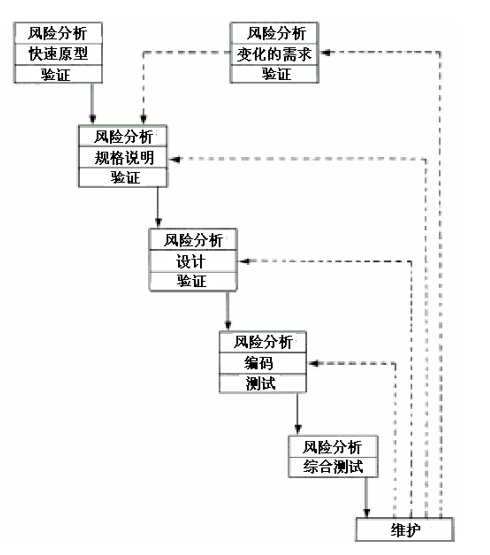 风险分析
快速原型
验证
风险分析
变化的需求
验证
风险分析
规格说明
验证
风险分析
设计
验证
风险分析
编码
测试
风险分析
综合测试
维护